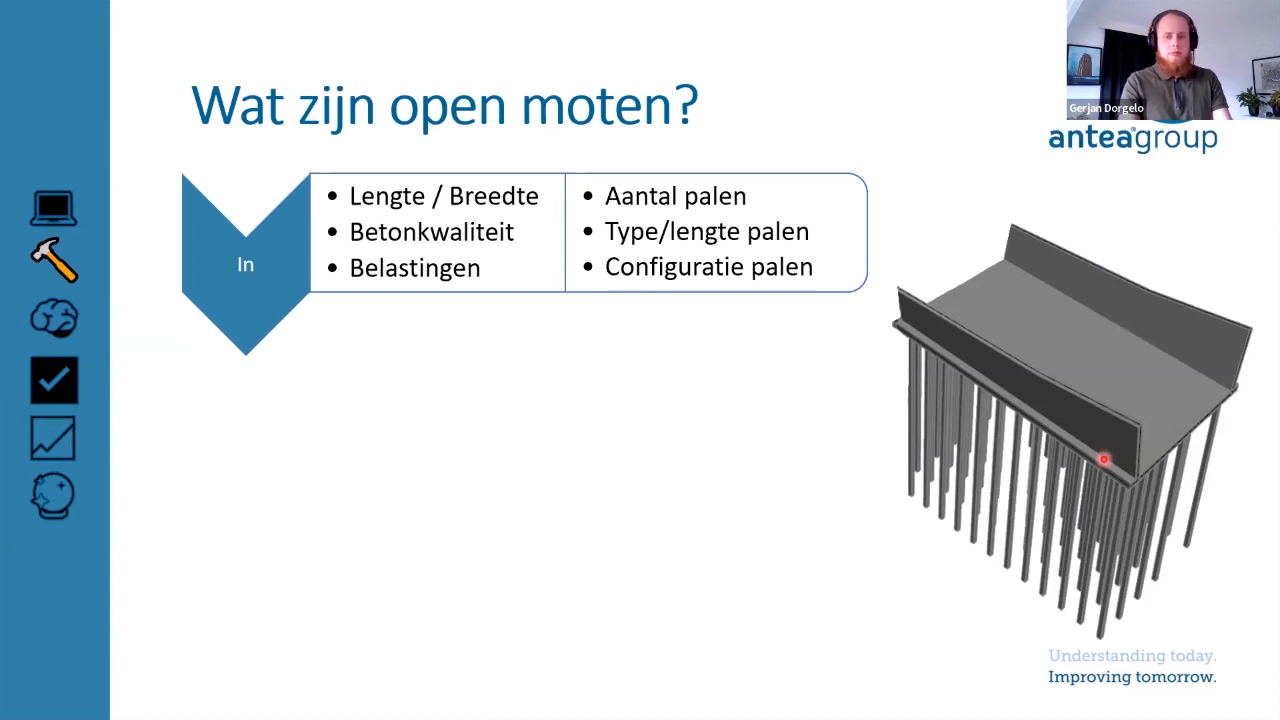 Wat zijn open moten?
Gerjan Dorgelo
anteagroup
In
• Lengte / Breedte
• Betonkwaliteit
• Belastingen
• Aantal palen
• Type/lengte palen
• Configuratie palen
Understanding today.
Improving tomorrow.